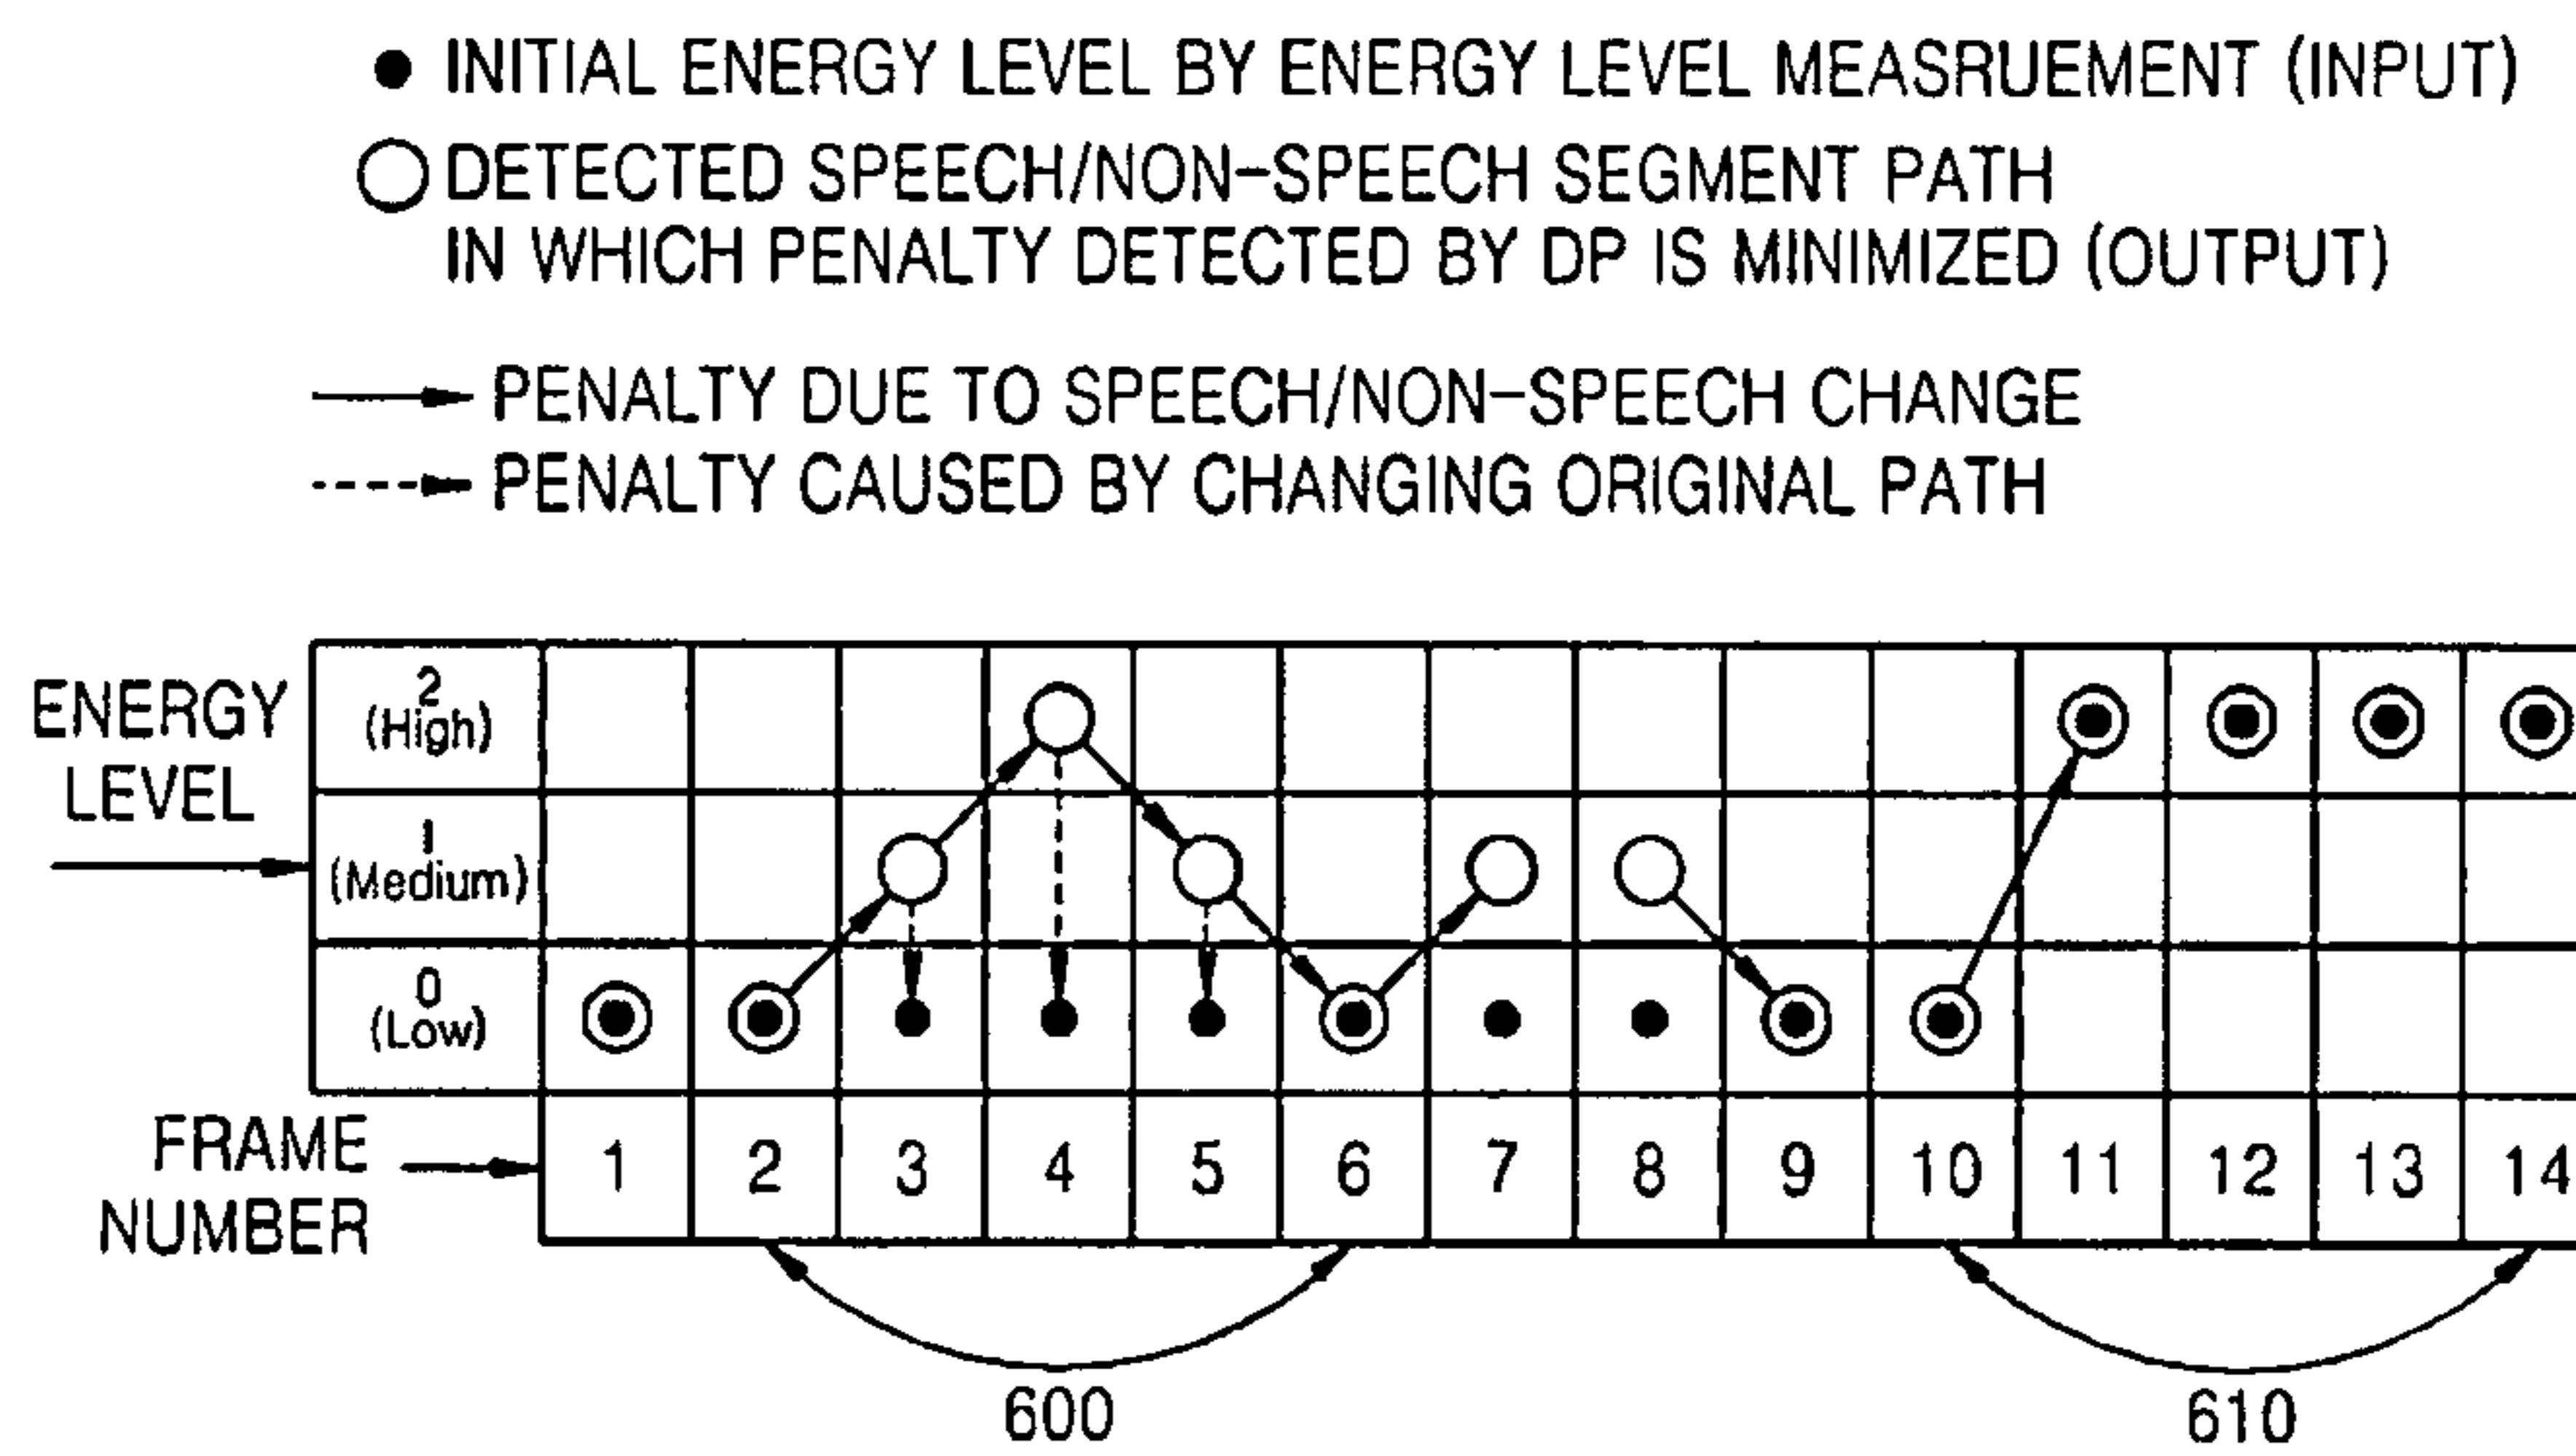 INITIAL ENERGY LEVEL BY ENERGY LEVEL MEASRUEMENT (INPUT)
DETECTED SPEECH/NON-SPEECH SEGMENT PATH
IN WHICH PENALTY DETECTED BY DP IS MINIMIZED (OUTPUT)
PENALTY DUE TO SPEECH/NON-SPEECH CHANGE
PENALTY CAUSED BY CHANGING ORIGINAL PATH
ENERGY
LEVEL
2
(High)
1
(Medium)
0
(Low)
FRAME
NUMBER
1 2 3 4 5 6 7 8 9 10 11 12 13 14
600 610